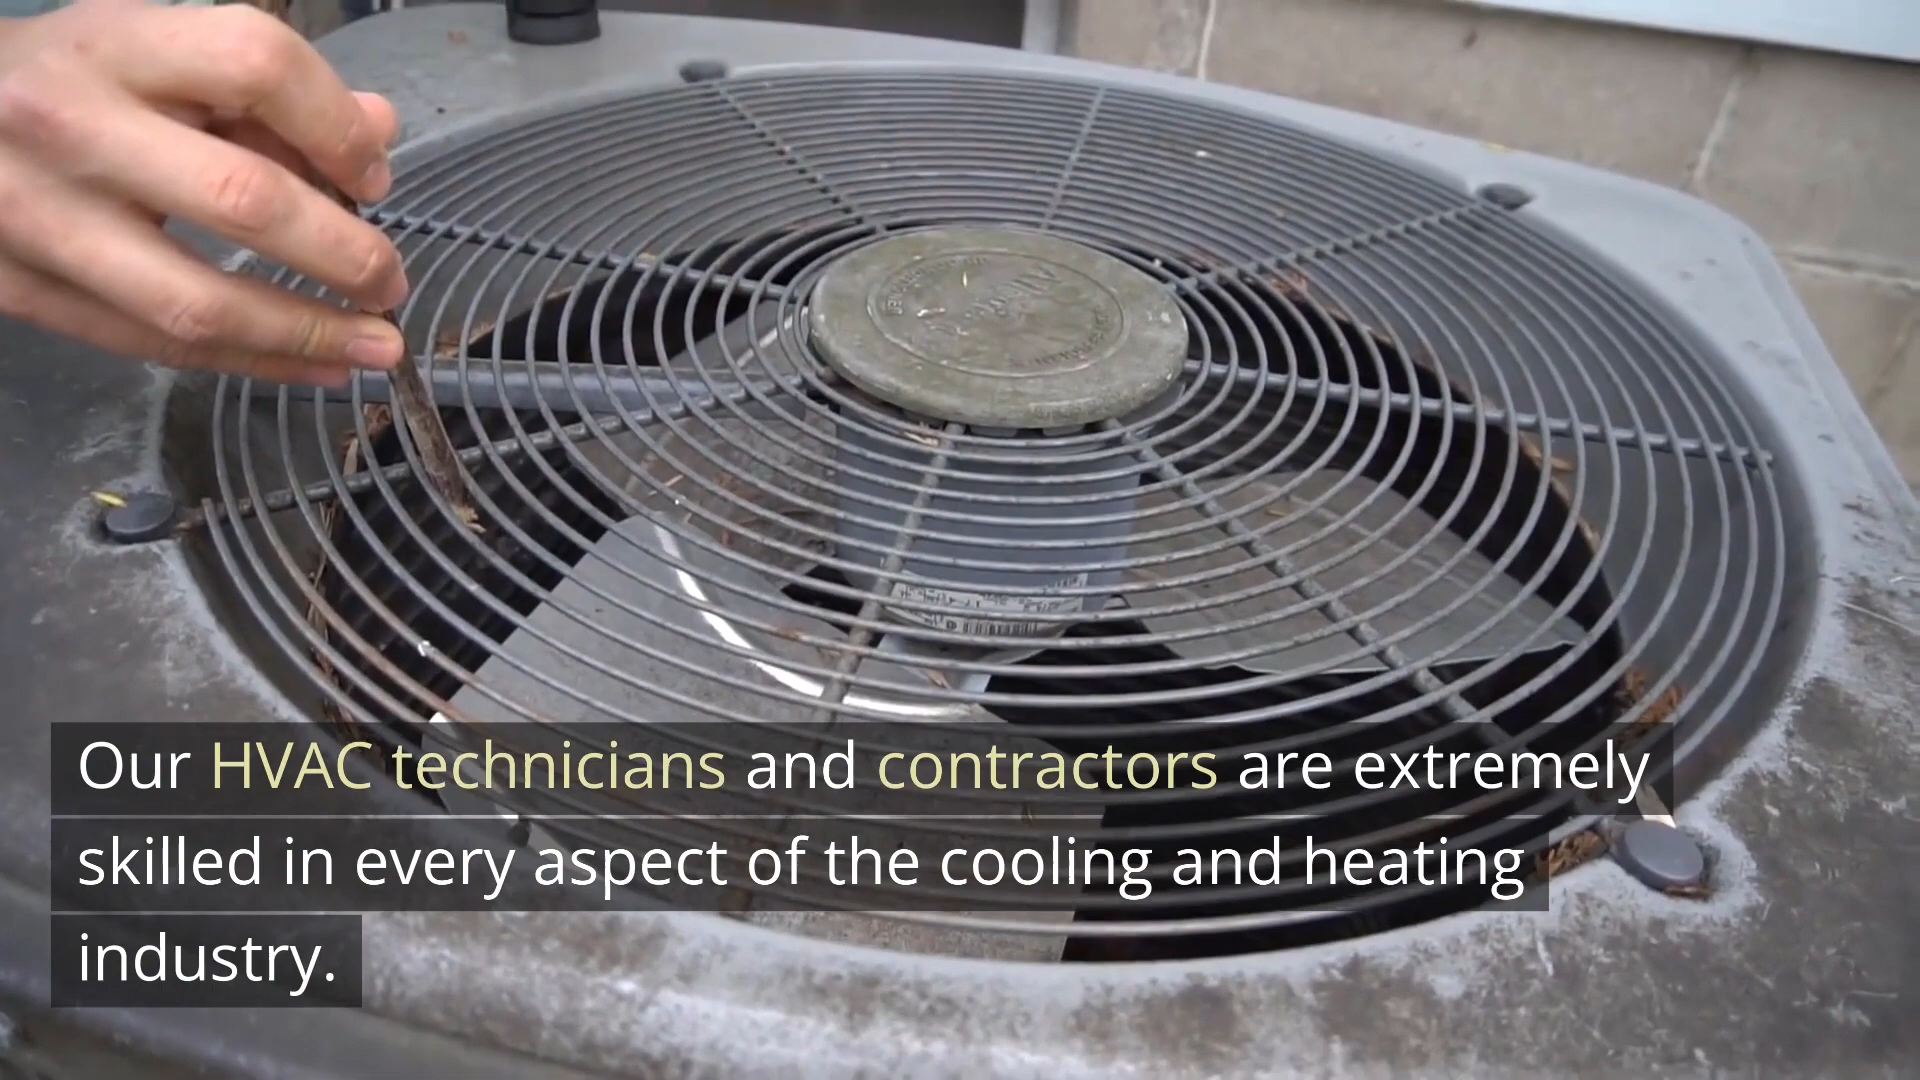 Our HVAC technicians and contractors are extremely
skilled in every aspect of the cooling and heating
industry.